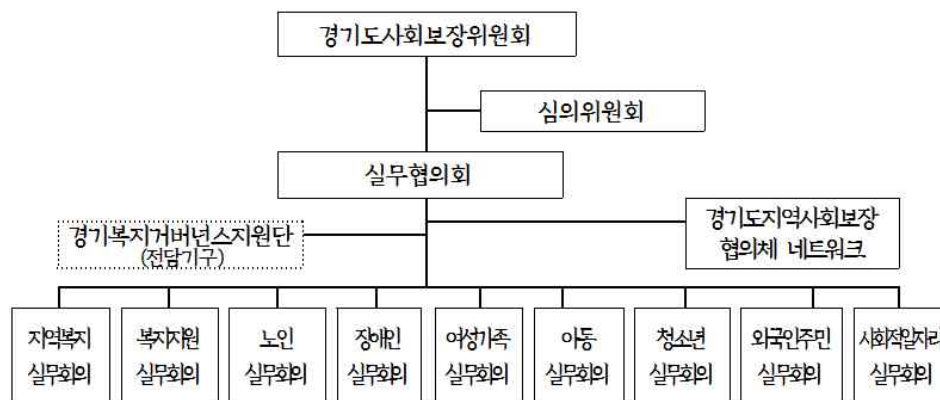 경기도사회보장위원회
심의위원회
실무협의회
경기도지역사회보장
협의체 네트워크
경기복지거버넌스지원단
(전담기구)
지역복지
실무회의
복지자원
실무회의
노인
실무회의
장애인
실무회의
여성가족
실무회의
아동
실무회의
청소년
실무회의
외국인주민
실무회의
사회적일자리
실무회의